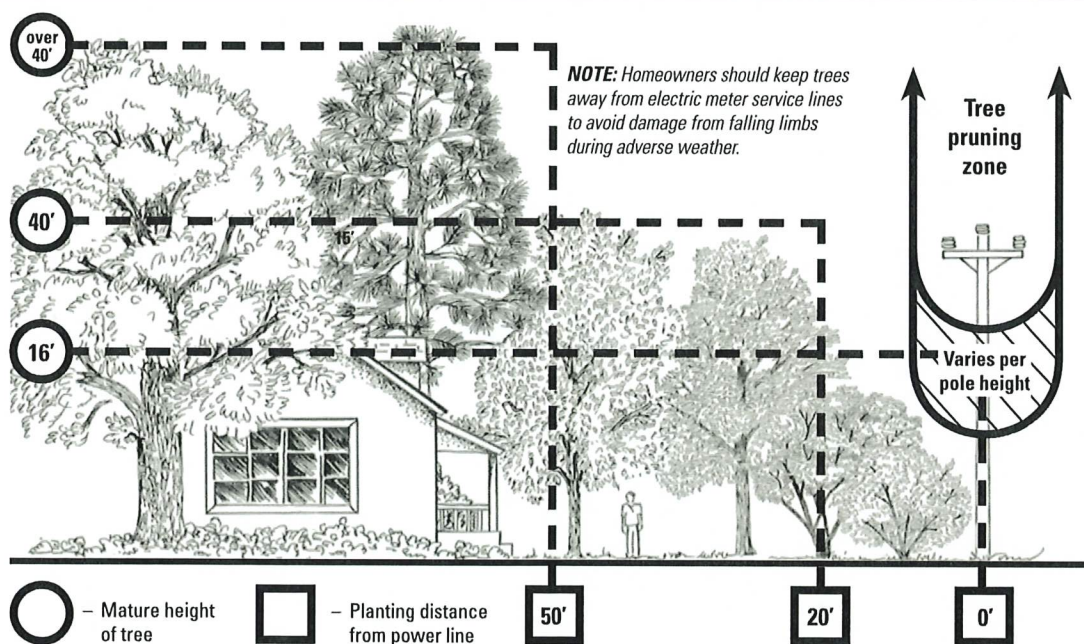 over
40'
NOTE: Homeowners should keep trees
away from electric meter service lines
to avoid damage from falling limbs
during adverse weather.
Tree
pruning
zone
40'
15'
16'
Varies per
pole height
– Mature height
of tree
– Planting distance
from power line
50'
20'
0'